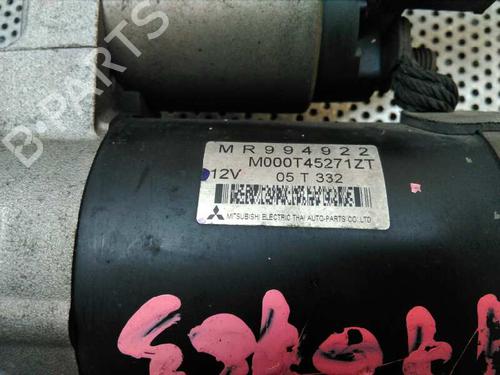 B-PARTS
MR994922
M000T45271ZT
12V 05 T 332
MITSUBISHI ELECTRIC THAI AUTO-PARTS CO.,LTD